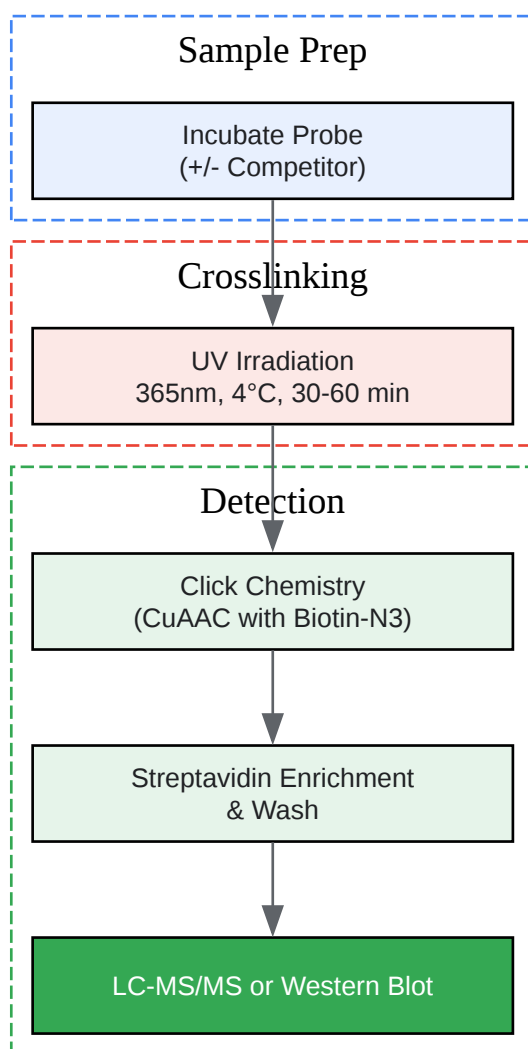 Sample Prep
Incubate Probe
(+/- Competitor)
Crosslinking
UV Irradiation
365nm, 4°C, 30-60 min
Detection
Click Chemistry
(CuAAC with Biotin-N3)
Streptavidin Enrichment
& Wash
LC-MS/MS or Western Blot